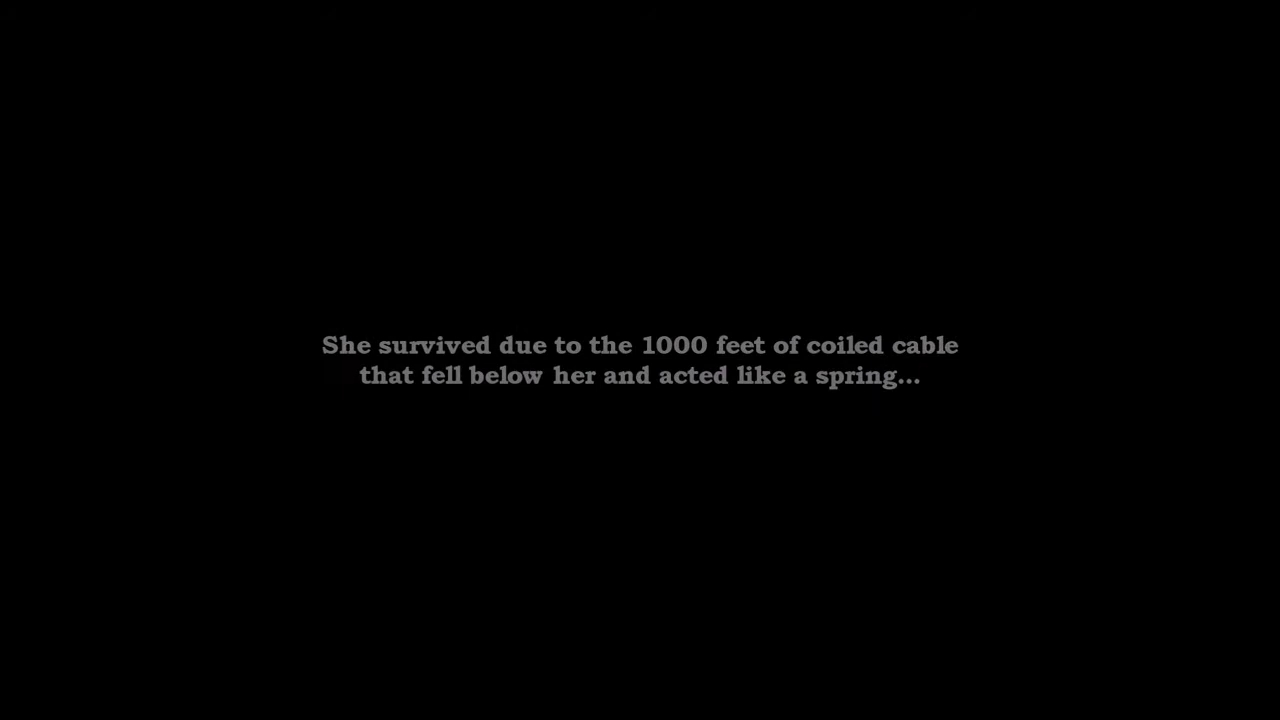 She survived due to the 1000 feet of coiled cable
that fell below her and acted like a spring...